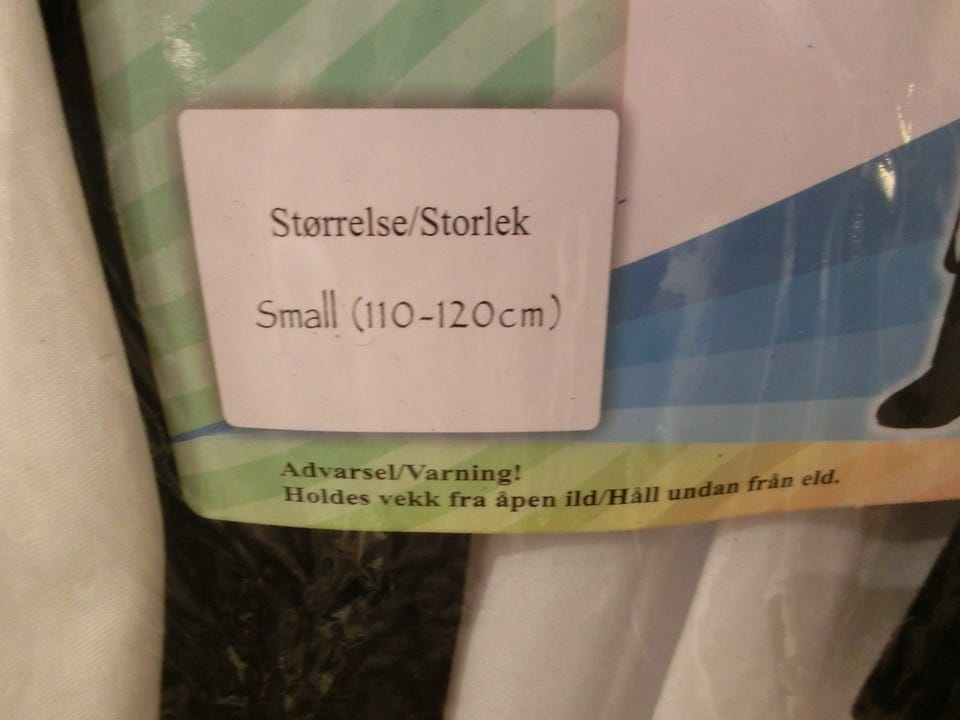 Størrelse/Storlek
Small (110-120cm)
Advarsel/Varning!
Holdes vekk fra åpen ild/Håll undan från eld.